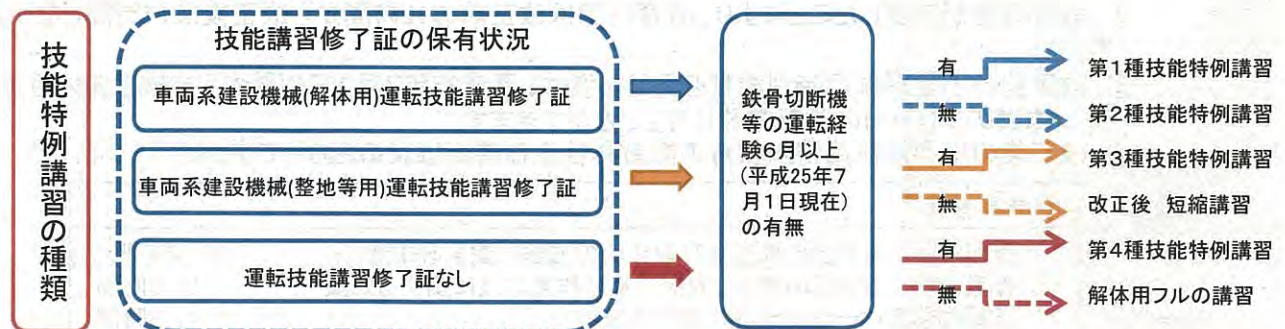 技能特例講習の種類
技能講習修了証の保有状況
車両系建設機械(解体用)運転技能講習修了証
車両系建設機械(整地等用)運転技能講習修了証
運転技能講習修了証なし
鉄骨切断機
等の運転経
験6月以上
(平成25年7
月1日現在)
の有無
有 第1種技能特例講習
無 第2種技能特例講習
有 第3種技能特例講習
無 改正後 短縮講習
有 第4種技能特例講習
無 解体用フルの講習